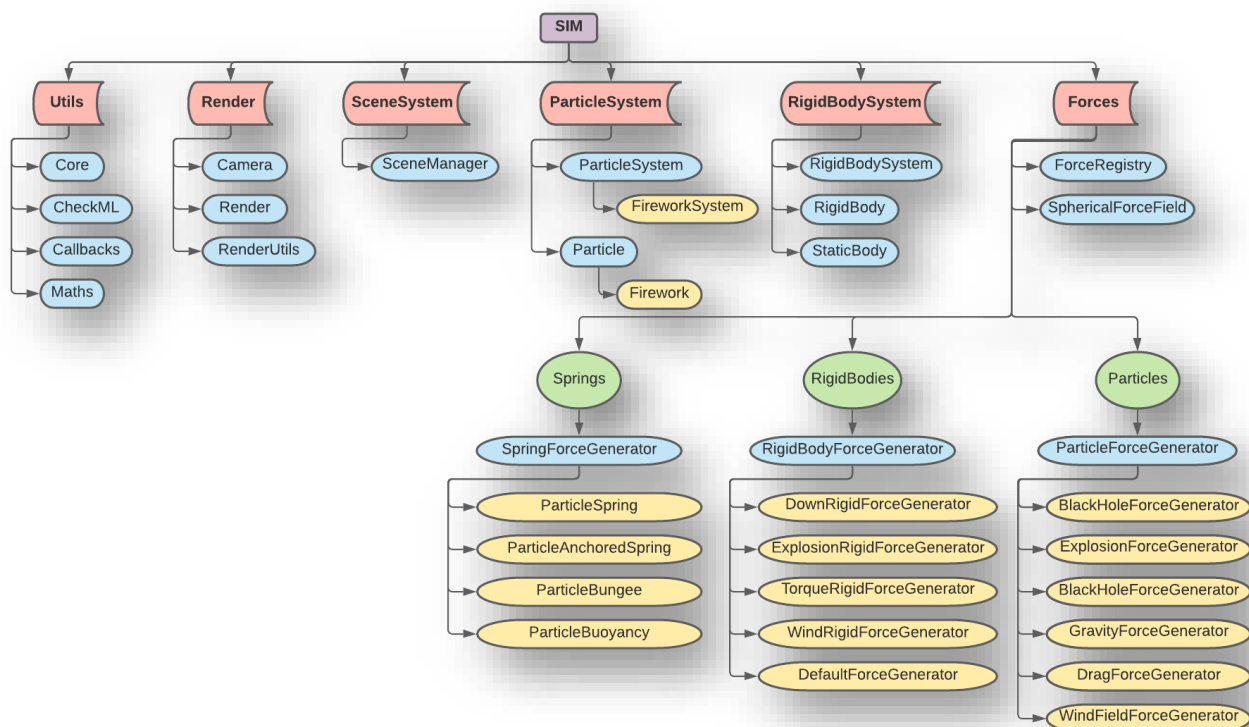 SIM
Utils
Render
SceneSystem
ParticleSystem
RigidBodySystem
Forces
Core
CheckML
Callbacks
Maths
Camera
Render
RenderUtils
SceneManager
ParticleSystem
FireworkSystem
Particle
Firework
RigidBodySystem
RigidBody
StaticBody
ForceRegistry
SphericalForceField
Springs
RigidBodies
Particles
SpringForceGenerator
ParticleSpring
ParticleAnchoredSpring
ParticleBungee
ParticleBuoyancy
RigidBodyForceGenerator
DownRigidForceGenerator
ExplosionRigidForceGenerator
TorqueRigidForceGenerator
WindRigidForceGenerator
DefaultForceGenerator
ParticleForceGenerator
BlackHoleForceGenerator
ExplosionForceGenerator
BlackHoleForceGenerator
GravityForceGenerator
DragForceGenerator
WindFieldForceGenerator